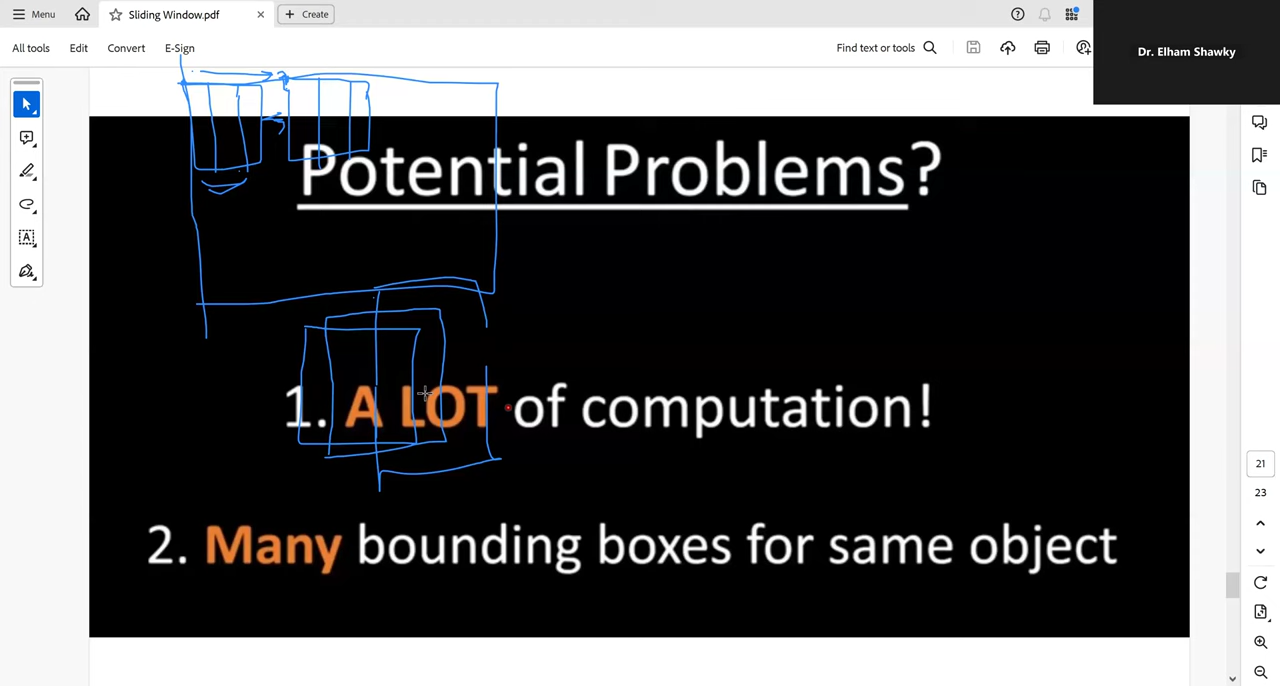 Menu
Sliding Window.pdf
Create
All tools
Edit
Convert
E-Sign
Find text or tools
Dr. Elham Shawky
Potential Problems?
1. A LOT of computation!
2. Many bounding boxes for same object
21
23